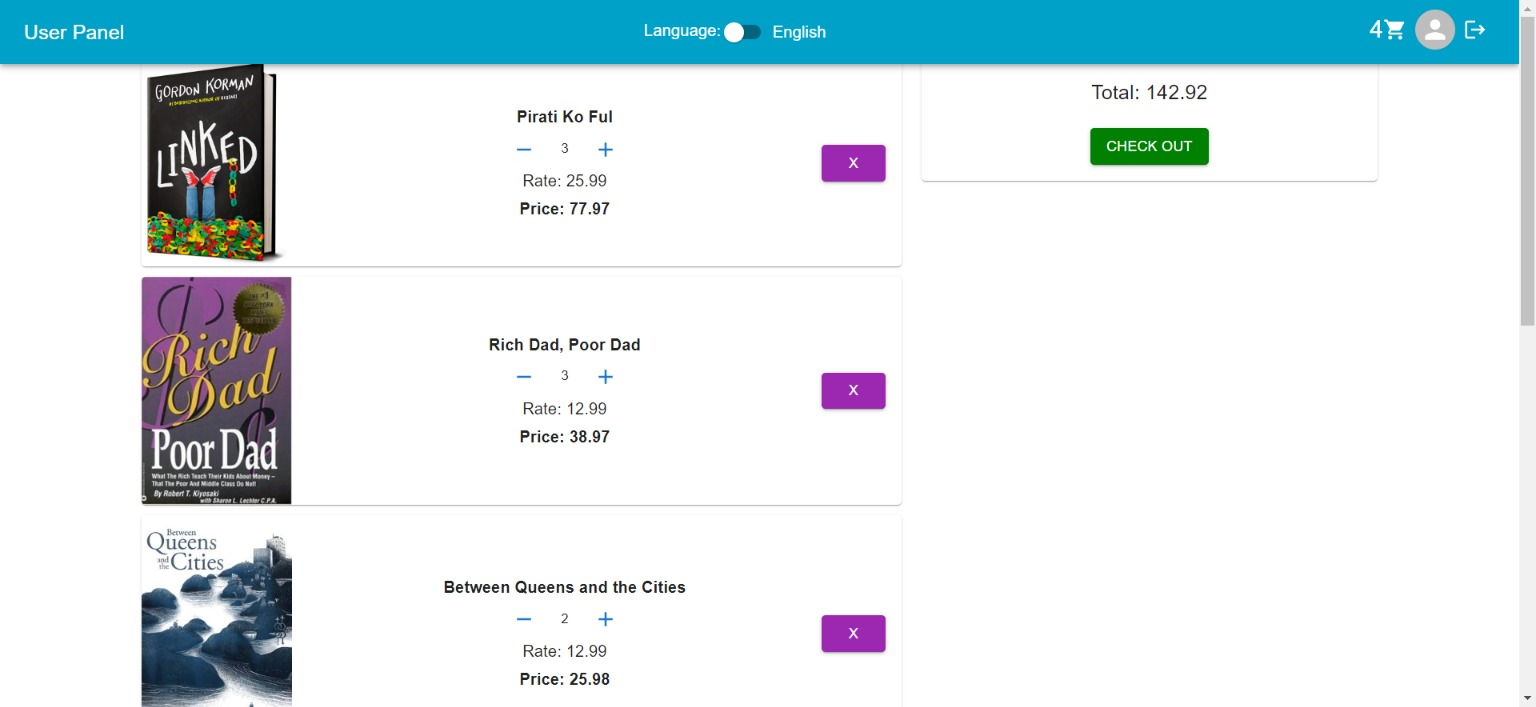 User Panel
Language:
English
4
GORDON KORMAN
LINKED
Pirati Ko Ful
3
Rate: 25.99
Price: 77.97
X
Total: 142.92
CHECK OUT
Rich Dad
Poor Dad
What The Rich Teach Their Kids About Money –
That The Poor And Middle Class Do Not!
By Robert T. Kiyosaki
with Sharon L. Lechter C.P.A.
Rich Dad, Poor Dad
3
Rate: 12.99
Price: 38.97
X
Between
Queens
and the
Cities
Between Queens and the Cities
2
Rate: 12.99
Price: 25.98
X